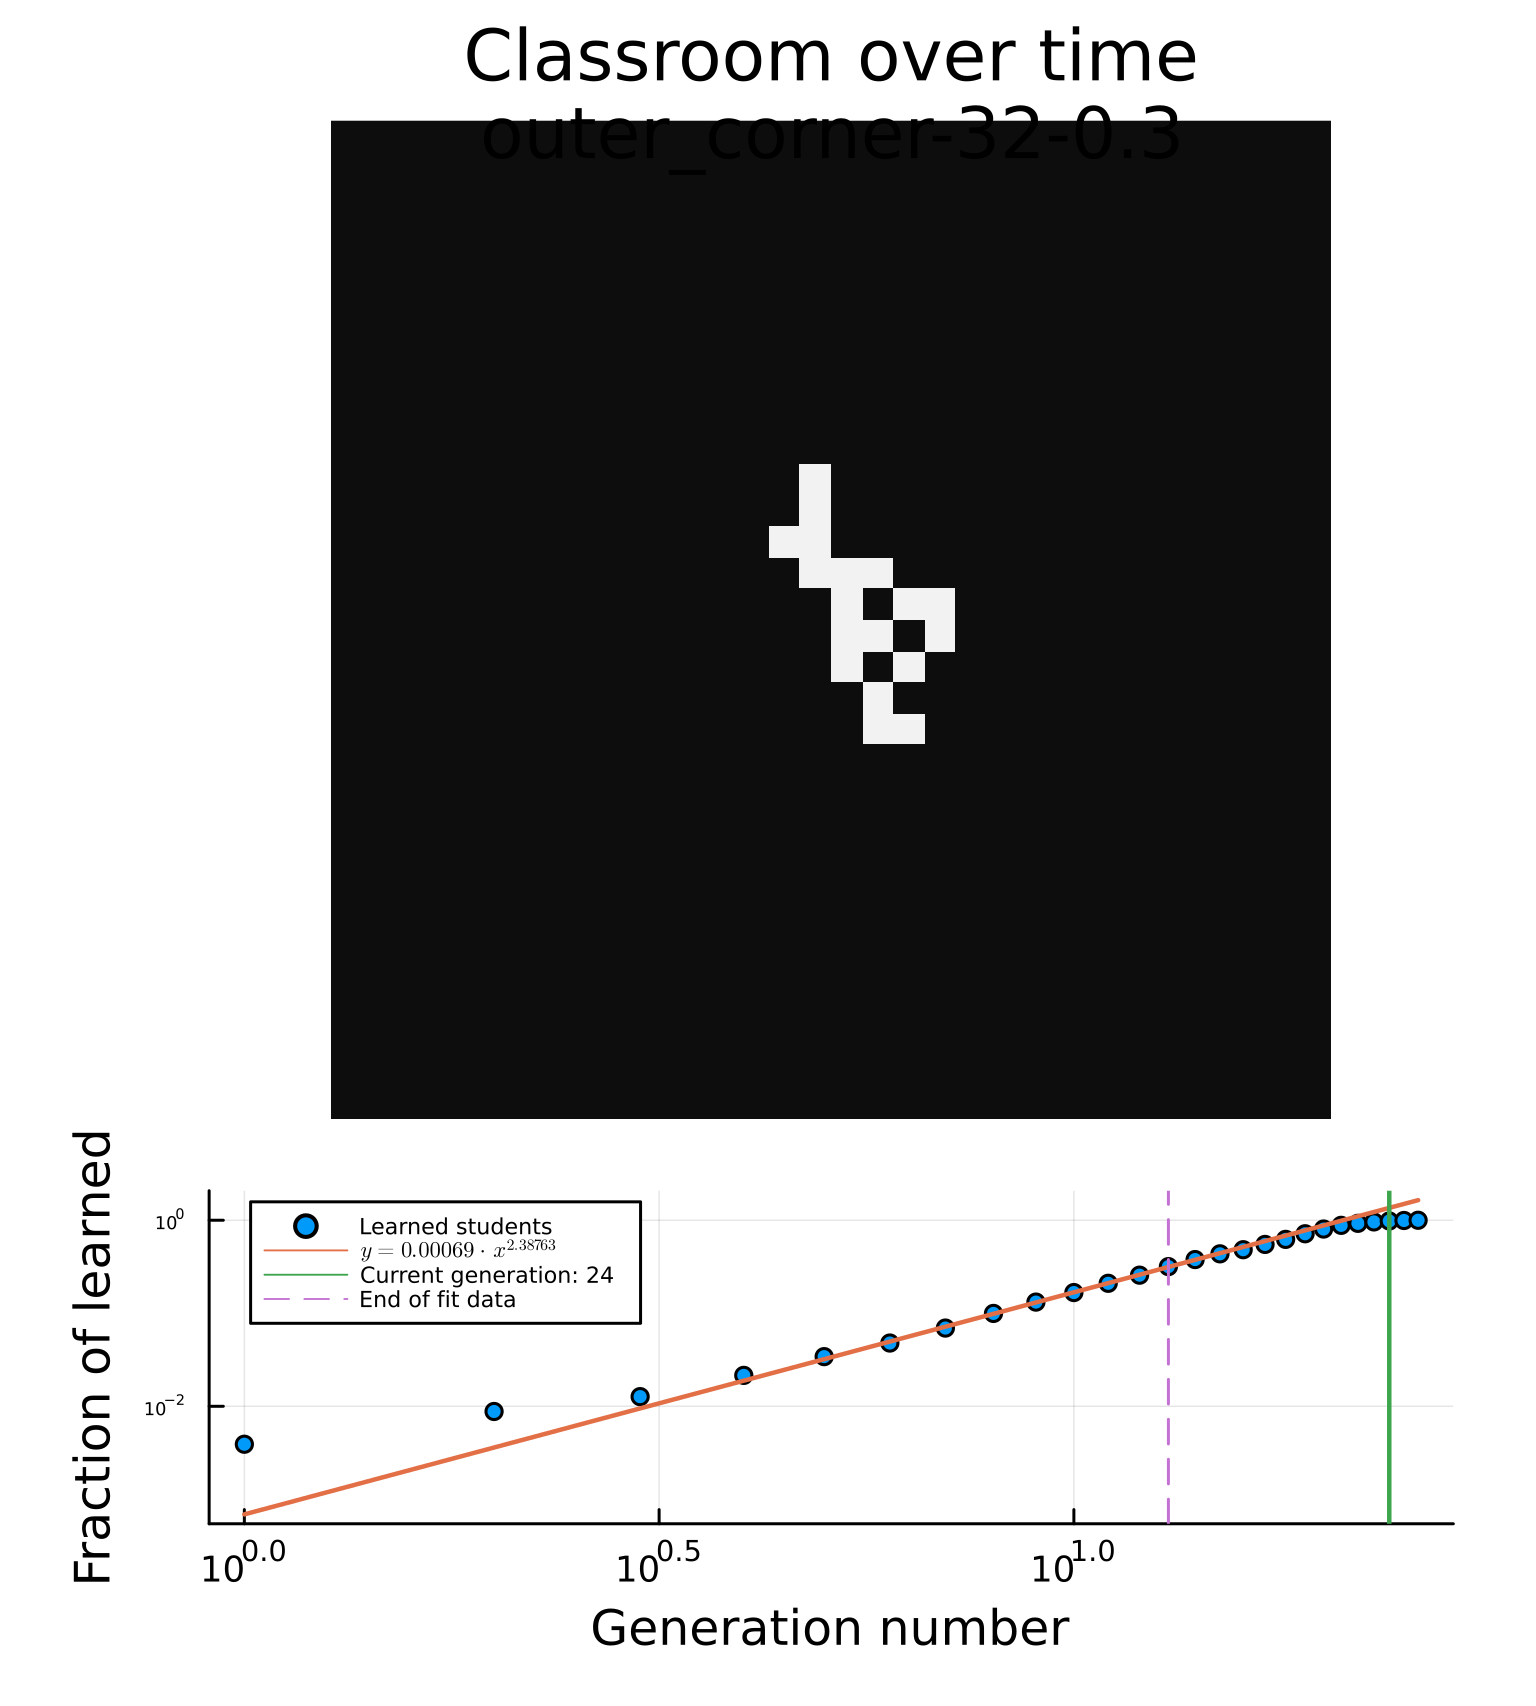 Classroom over time
outer_corner-32-0.3
Fraction of learned
10^0
10^-2
Learned students
y = 0.00069 · x^2.38763
Current generation: 24
End of fit data
10^0.0
10^0.5
10^1.0
Generation number